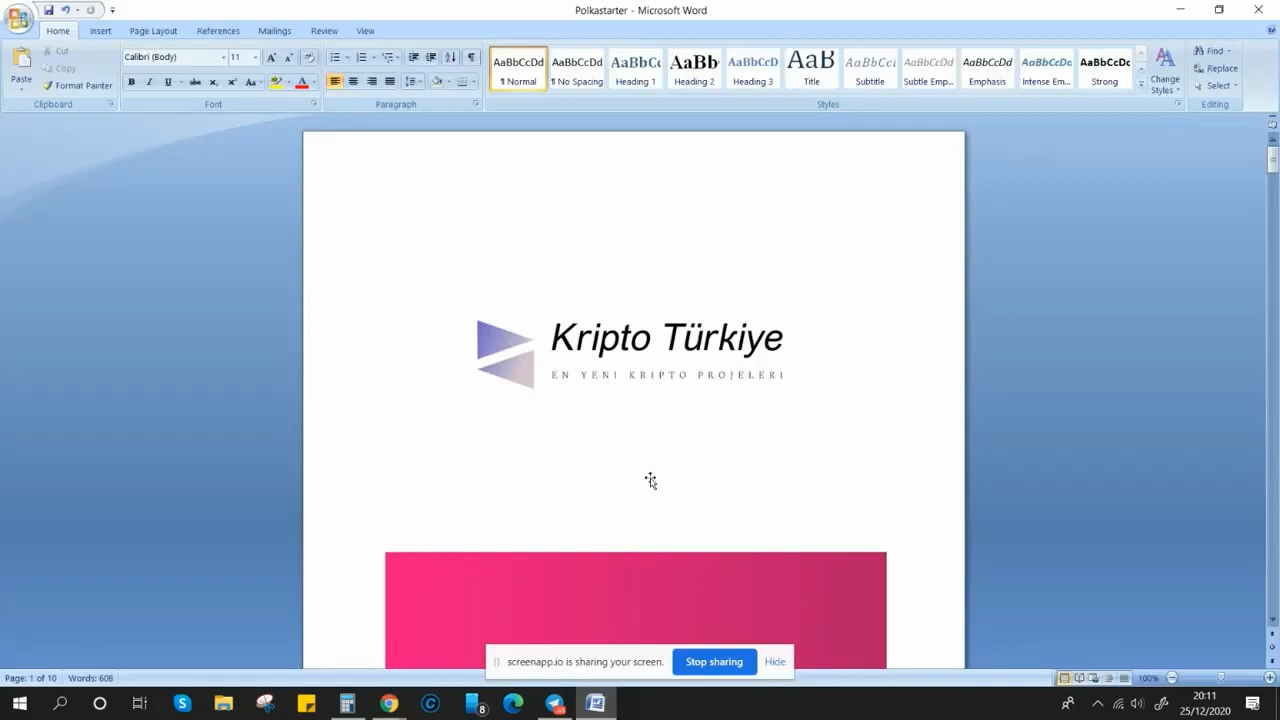 Polkastarter - Microsoft Word
Home Insert Page Layout References Mailings Review View
Cut
Copy
Format Painter
Paste
Clipboard
Calibri (Body) 11
Font
Paragraph
AaBbCcDd AaBbCcDd AaBbCc AaBb AaBbCcD AaB AaBbCcI AaBbCcDd AaBbCcDd AaBbCcDd AaBbCcDc
¶ Normal ¶ No Spacing Heading 1 Heading 2 Heading 3 Title Subtitle Subtle Emp... Emphasis Intense Em... Strong
Change Styles
Styles
Find
Replace
Select
Editing
Kripto Türkiye
EN YENI KRIPTO PROJELERI
screenapp.io is sharing your screen. Stop sharing Hide
Page: 1 of 10 Words: 608 100%
20:11
25/12/2020